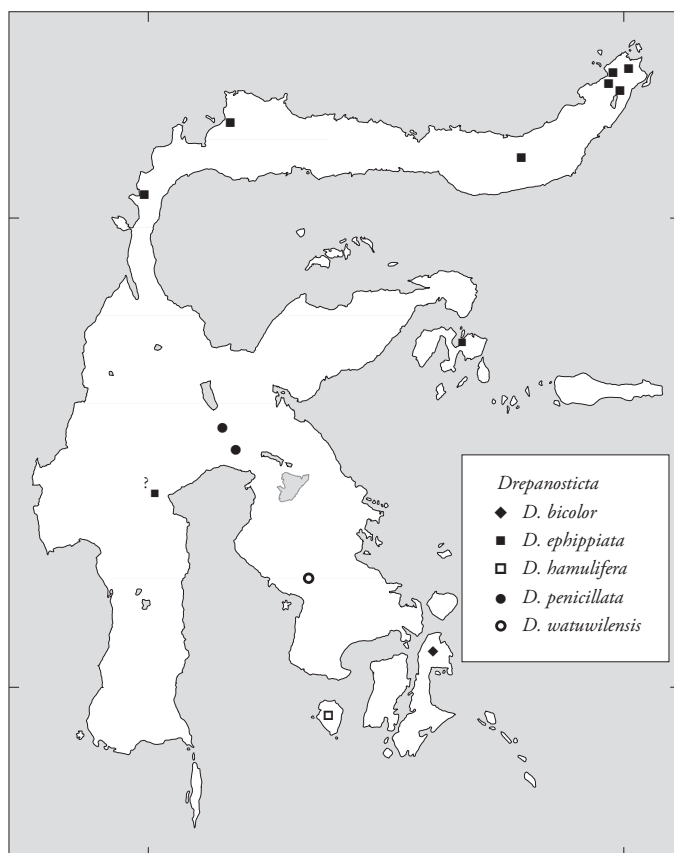 ?
Drepanosticta
D. bicolor
D. ephippiata
D. hamulifera
D. penicillata
D. watuwilensis